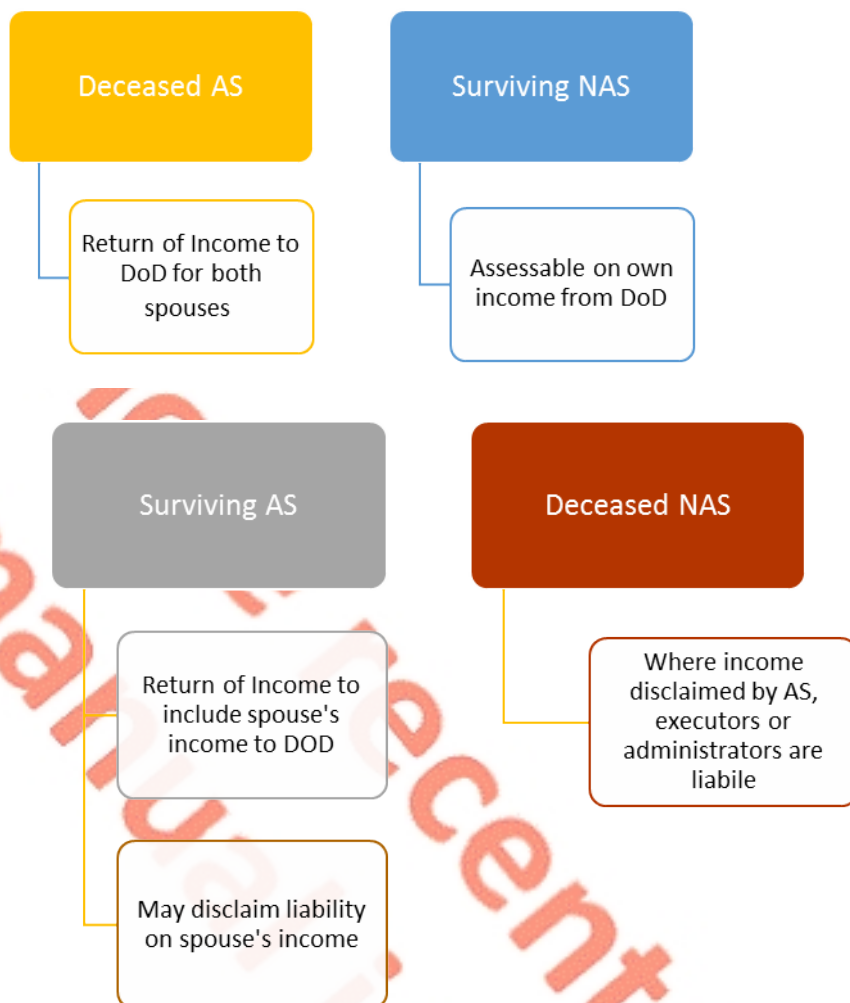 Deceased AS
Surviving NAS
Return of Income to
DoD for both
spouses
Assessable on own
income from DoD
Surviving AS
Deceased NAS
Return of Income to
include spouse's
income to DOD
Where income
disclaimed by AS,
executors or
administrators are
liabile
May disclaim liability
on spouse's income
recent
manual i